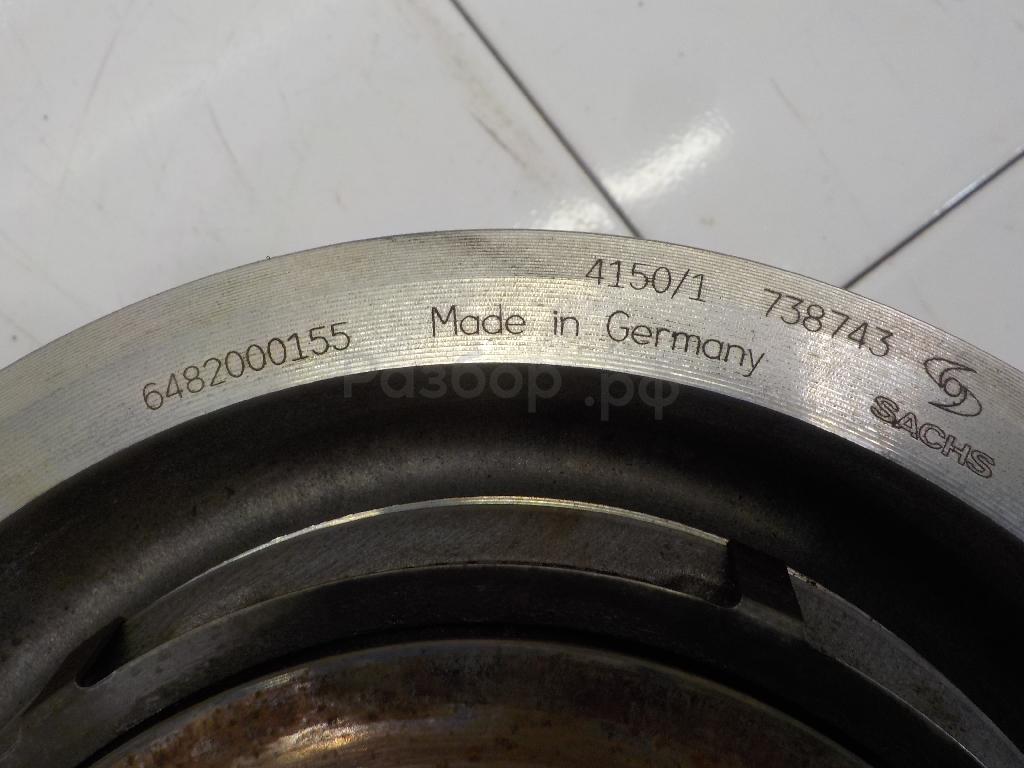 4150/1 738743
6482000155 Made in Germany
SACHS
Разбор.рф